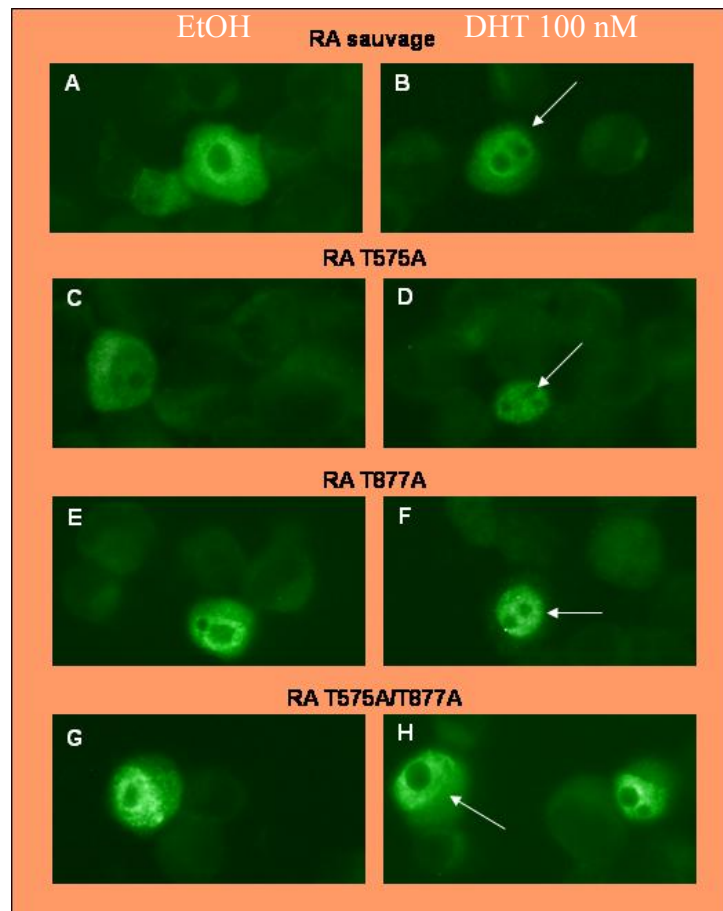 EtOH DHT 100 nM
RA sauvage
A B
RA T575A
C D
RA T877A
E F
RA T575A/T877A
G H